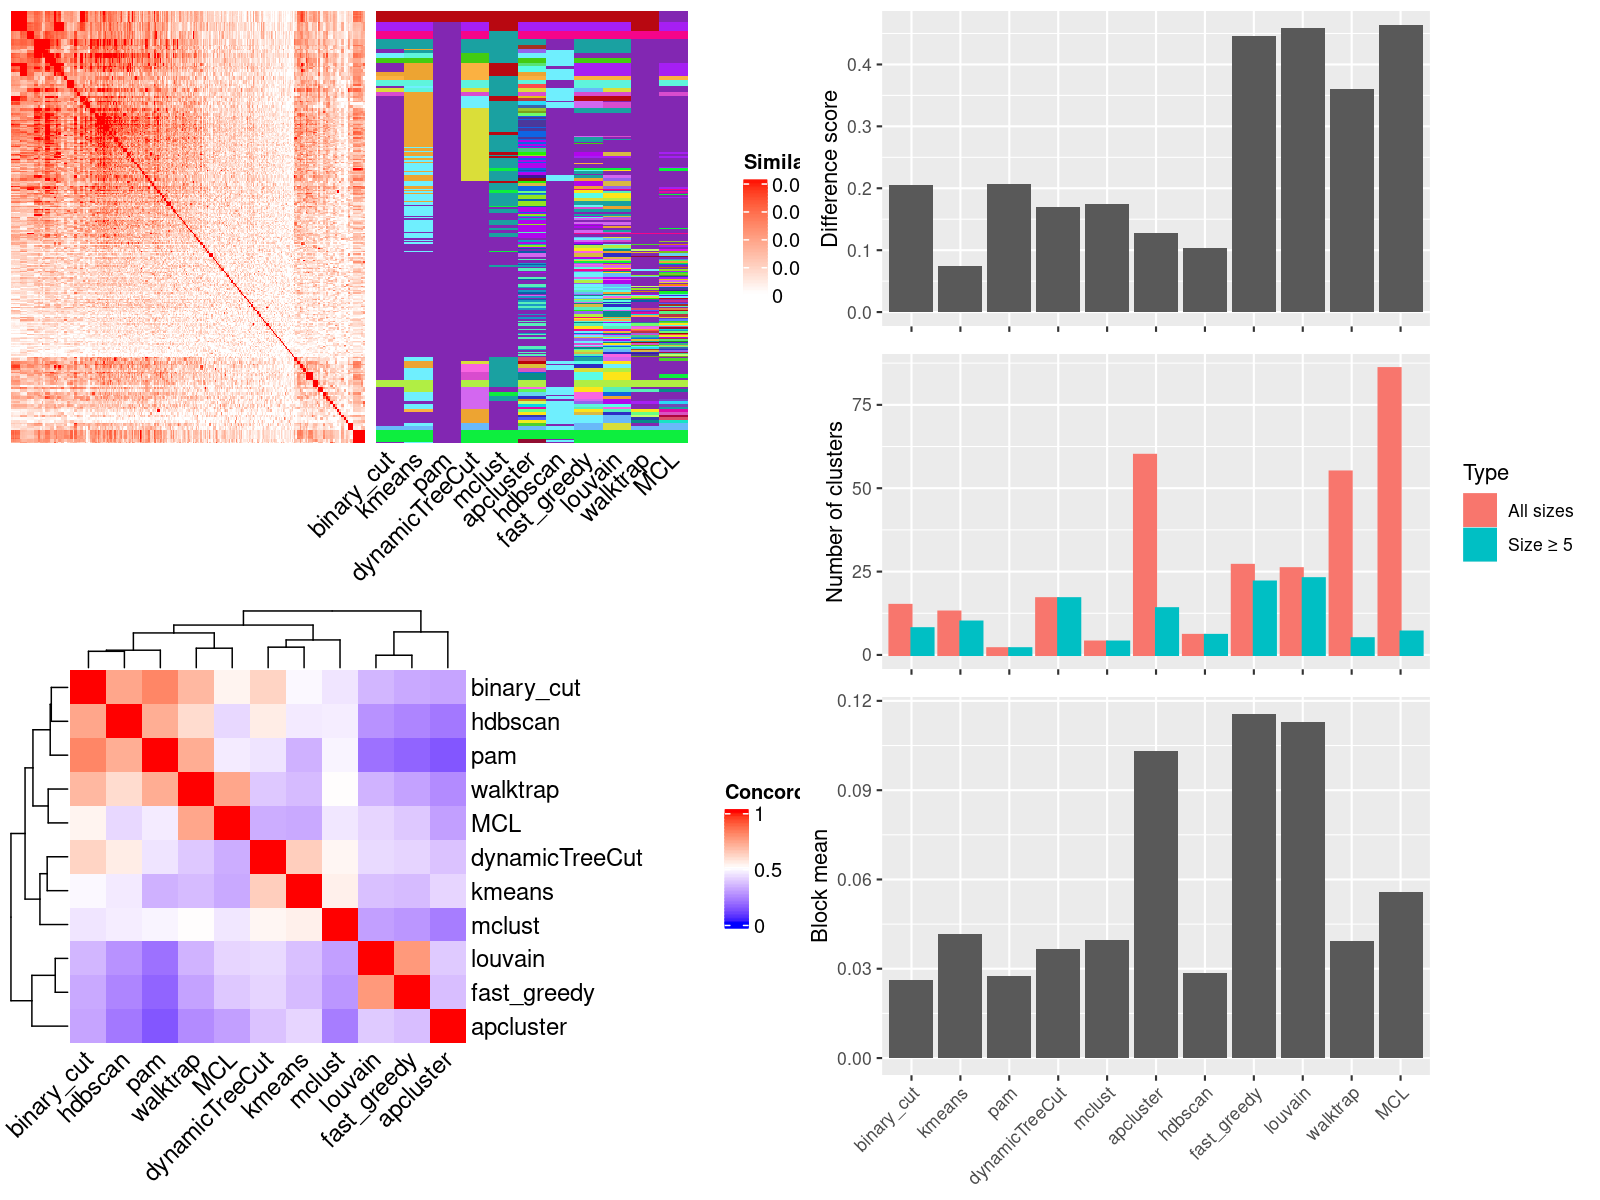 Simila
0.0
0.0
0.0
0.0
0
binary_cut
kmeans
pam
dynamicTreeCut
mclust
apcluster
hdbscan
fast_greedy
louvain
walktrap
MCL
binary_cut
hdbscan
pam
walktrap
MCL
dynamicTreeCut
kmeans
mclust
louvain
fast_greedy
apcluster
binary_cut
hdbscan
pam
walktrap
MCL
dynamicTreeCut
kmeans
mclust
louvain
fast_greedy
apcluster
Concord
1
0.5
0
Difference score
0.4
0.3
0.2
0.1
0.0
Number of clusters
75
50
25
0
Type
All sizes
Size ≥ 5
Block mean
0.12
0.09
0.06
0.03
0.00
binary_cut
kmeans
pam
dynamicTreeCut
mclust
apcluster
hdbscan
fast_greedy
louvain
walktrap
MCL